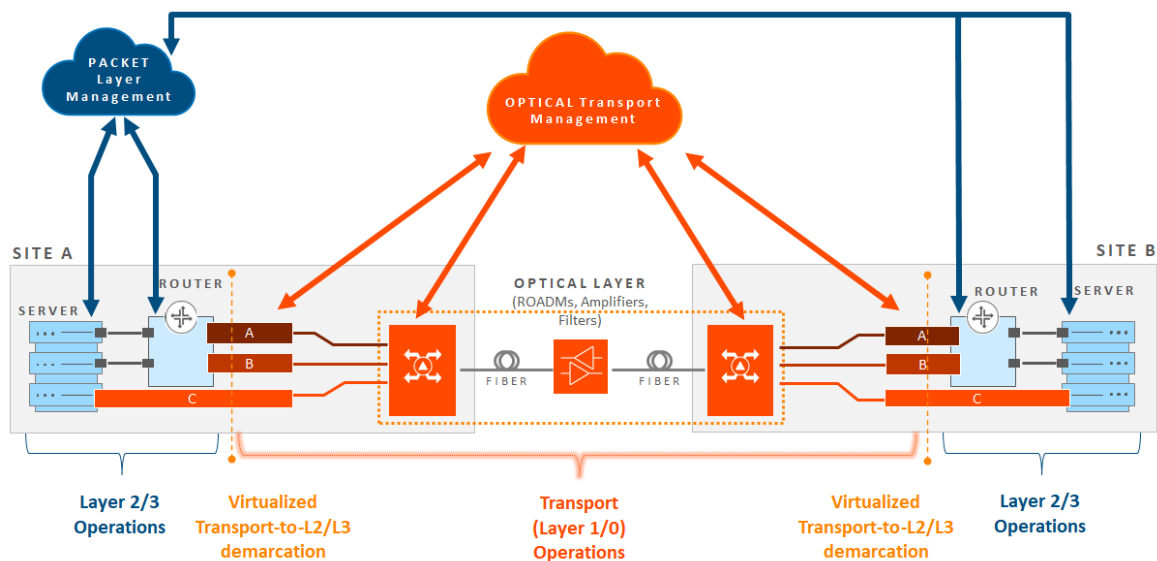 PACKET
Layer
Management
OPTICAL Transport
Management
SITE A
SITE B
ROUTER
SERVER
OPTICAL LAYER
(ROADMs, Amplifiers,
Filters)
ROUTER
SERVER
A
B
C
FIBER
FIBER
A
B
C
Layer 2/3
Operations
Virtualized
Transport-to-L2/L3
demarcation
Transport
(Layer 1/0)
Operations
Virtualized
Transport-to-L2/L3
demarcation
Layer 2/3
Operations